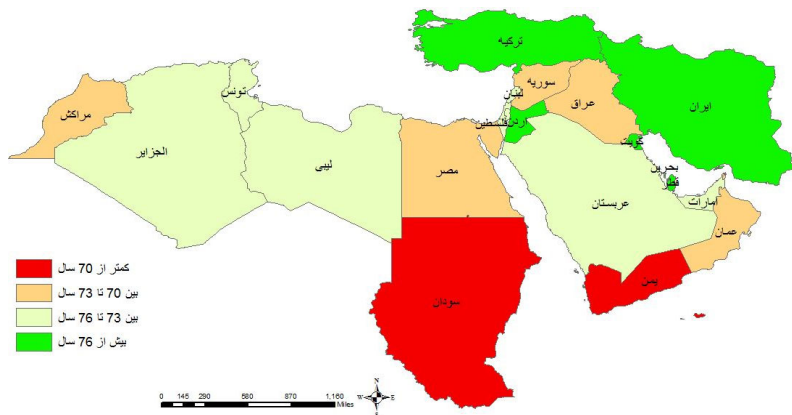 ترکیه
سوریه
لبنان
عراق
ایران
تونس
مراکش
فلسطین
اردن
کویت
الجزایر
لیبی
مصر
بحرین
قطر
امارات
عربستان
عمان
یمن
سودان
کمتر از 70 سال
بین 70 تا 73 سال
بین 73 تا 76 سال
بیش از 76 سال
0 145 290 580 870 1,160
Miles
N
W E
S